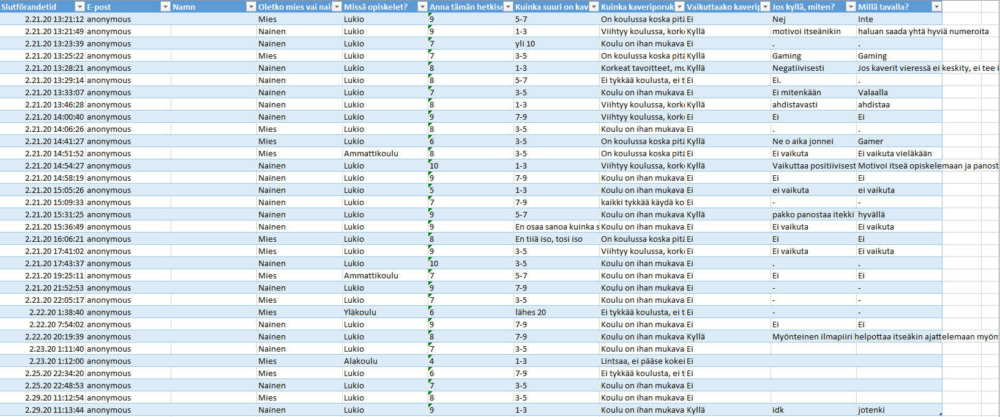 Slutförandetid E-post Namn Oletko mies vai nai Missä opiskelet? Anna tämän hetkise Kuinka suuri on kav Kuinka kaveriporuk Vaikuttaako kaverip Jos kyllä, miten? Millä tavalla?
2.21.20 13:21:12 anonymous Mies Lukio 9 5-7 On koulussa koska pitä Ei Nej Inte
2.21.20 13:21:49 anonymous Nainen Lukio 9 1-3 Viihtyy koulussa, kork Kyllä motivoi itseänikin haluan saada yhtä hyviä numeroita
2.21.20 13:23:39 anonymous Nainen Lukio 7 yli 10 Koulu on ihan mukava Ei . .
2.21.20 13:25:22 anonymous Mies Lukio 7 3-5 On koulussa koska pitä Kyllä Gaming Gaming
2.21.20 13:28:21 anonymous Nainen Lukio 8 1-3 Korkeat tavoitteet, mu Kyllä Negatiivisesti Jos kaverit vieressä ei keskity, ei tee i
2.21.20 13:29:14 anonymous Nainen Lukio 8 5-7 Ei tykkää koulusta, ei t Ei Ei. .
2.21.20 13:33:07 anonymous Nainen Lukio 7 3-5 Koulu on ihan mukava Ei Ei mitenkään Valaalla
2.21.20 13:46:28 anonymous Nainen Lukio 8 1-3 Viihtyy koulussa, kork Kyllä ahdistavasti ahdistaa
2.21.20 14:00:40 anonymous Nainen Lukio 9 7-9 Viihtyy koulussa, kork Ei Ei Ei
2.21.20 14:06:26 anonymous Mies Lukio 8 3-5 Koulu on ihan mukava Ei . .
2.21.20 14:41:27 anonymous Mies Lukio 6 3-5 On koulussa koska pitä Kyllä Ne o aika jonnei Gamer
2.21.20 14:51:52 anonymous Mies Ammattikoulu 8 3-5 On koulussa koska pitä Ei Ei vaikuta Ei vaikuta vieläkään
2.21.20 14:54:27 anonymous Nainen Lukio 10 1-3 Viihtyy koulussa, kork Kyllä Vaikuttaa positiivisest Motivoi itseä opiskelemaan ja panost
2.21.20 14:58:19 anonymous Nainen Lukio 9 7-9 Koulu on ihan mukava Ei Ei Ei
2.21.20 15:05:26 anonymous Nainen Lukio 5 1-3 Koulu on ihan mukava Ei ei vaikuta ei vaikuta
2.21.20 15:09:33 anonymous Nainen Lukio 7 7-9 kaikki tykkää käydä ko Ei - -
2.21.20 15:31:25 anonymous Nainen Lukio 9 5-7 Koulu on ihan mukava Kyllä pakko panostaa itekki hyvällä
2.21.20 15:36:49 anonymous Nainen Lukio 9 En osaa sanoa kuinka s Koulu on ihan mukava Ei Ei vaikuta Ei vaikuta
2.21.20 16:06:21 anonymous Mies Lukio 8 En tiiä iso, tosi iso On koulussa koska pitä Ei Ei Ei
2.21.20 17:41:02 anonymous Mies Lukio 9 3-5 Viihtyy koulussa, kork Ei Ei vaikuta Ei vaikuta
2.21.20 17:43:37 anonymous Nainen Lukio 10 3-5 Koulu on ihan mukava Ei . .
2.21.20 19:25:11 anonymous Mies Ammattikoulu 7 5-7 Koulu on ihan mukava Ei Ei Ei
2.21.20 21:52:53 anonymous Nainen Lukio 9 7-9 Koulu on ihan mukava Ei - -
2.21.20 22:05:17 anonymous Mies Lukio 7 3-5 Koulu on ihan mukava Ei - -
2.22.20 1:38:40 anonymous Mies Yläkoulu 6 lähes 20 Ei tykkää koulusta, ei t Ei - -
2.22.20 7:54:02 anonymous Nainen Lukio 9 7-9 Koulu on ihan mukava Ei Ei Ei
2.22.20 20:19:39 anonymous Nainen Lukio 8 7-9 Koulu on ihan mukava Kyllä Myönteinen ilmapiiri helpottaa itseäkin ajattelemaan myön
2.23.20 1:11:40 anonymous Nainen Lukio 7 3-5 Koulu on ihan mukava Ei
2.23.20 1:12:00 anonymous Mies Alakoulu 4 1-3 Lintsaa, ei pääse kokei Ei
2.25.20 22:34:20 anonymous Mies Lukio 6 7-9 Ei tykkää koulusta, ei t Ei
2.25.20 22:48:53 anonymous Nainen Lukio 7 3-5 Koulu on ihan mukava Ei
2.29.20 11:12:54 anonymous Mies Lukio 8 3-5 Koulu on ihan mukava Ei
2.29.20 11:13:44 anonymous Nainen Lukio 9 1-3 Koulu on ihan mukava Kyllä idk jotenki